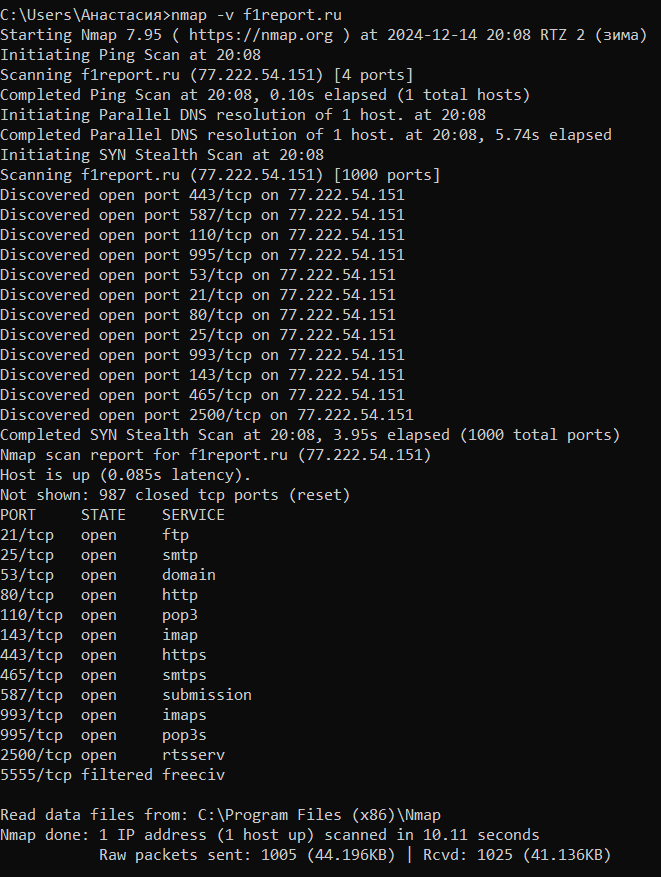 C:\Users\Анастасия>nmap -v f1report.ru
Starting Nmap 7.95 ( https://nmap.org ) at 2024-12-14 20:08 RTZ 2 (зима)
Initiating Ping Scan at 20:08
Scanning f1report.ru (77.222.54.151) [4 ports]
Completed Ping Scan at 20:08, 0.10s elapsed (1 total hosts)
Initiating Parallel DNS resolution of 1 host. at 20:08
Completed Parallel DNS resolution of 1 host. at 20:08, 5.74s elapsed
Initiating SYN Stealth Scan at 20:08
Scanning f1report.ru (77.222.54.151) [1000 ports]
Discovered open port 443/tcp on 77.222.54.151
Discovered open port 587/tcp on 77.222.54.151
Discovered open port 110/tcp on 77.222.54.151
Discovered open port 995/tcp on 77.222.54.151
Discovered open port 53/tcp on 77.222.54.151
Discovered open port 21/tcp on 77.222.54.151
Discovered open port 80/tcp on 77.222.54.151
Discovered open port 25/tcp on 77.222.54.151
Discovered open port 993/tcp on 77.222.54.151
Discovered open port 143/tcp on 77.222.54.151
Discovered open port 465/tcp on 77.222.54.151
Discovered open port 2500/tcp on 77.222.54.151
Completed SYN Stealth Scan at 20:08, 3.95s elapsed (1000 total ports)
Nmap scan report for f1report.ru (77.222.54.151)
Host is up (0.085s latency).
Not shown: 987 closed tcp ports (reset)
PORT     STATE    SERVICE
21/tcp   open     ftp
25/tcp   open     smtp
53/tcp   open     domain
80/tcp   open     http
110/tcp  open     pop3
143/tcp  open     imap
443/tcp  open     https
465/tcp  open     smtps
587/tcp  open     submission
993/tcp  open     imaps
995/tcp  open     pop3s
2500/tcp open     rtsserv
5555/tcp filtered freeciv
Read data files from: C:\Program Files (x86)\Nmap
Nmap done: 1 IP address (1 host up) scanned in 10.11 seconds
           Raw packets sent: 1005 (44.196KB) | Rcvd: 1025 (41.136KB)